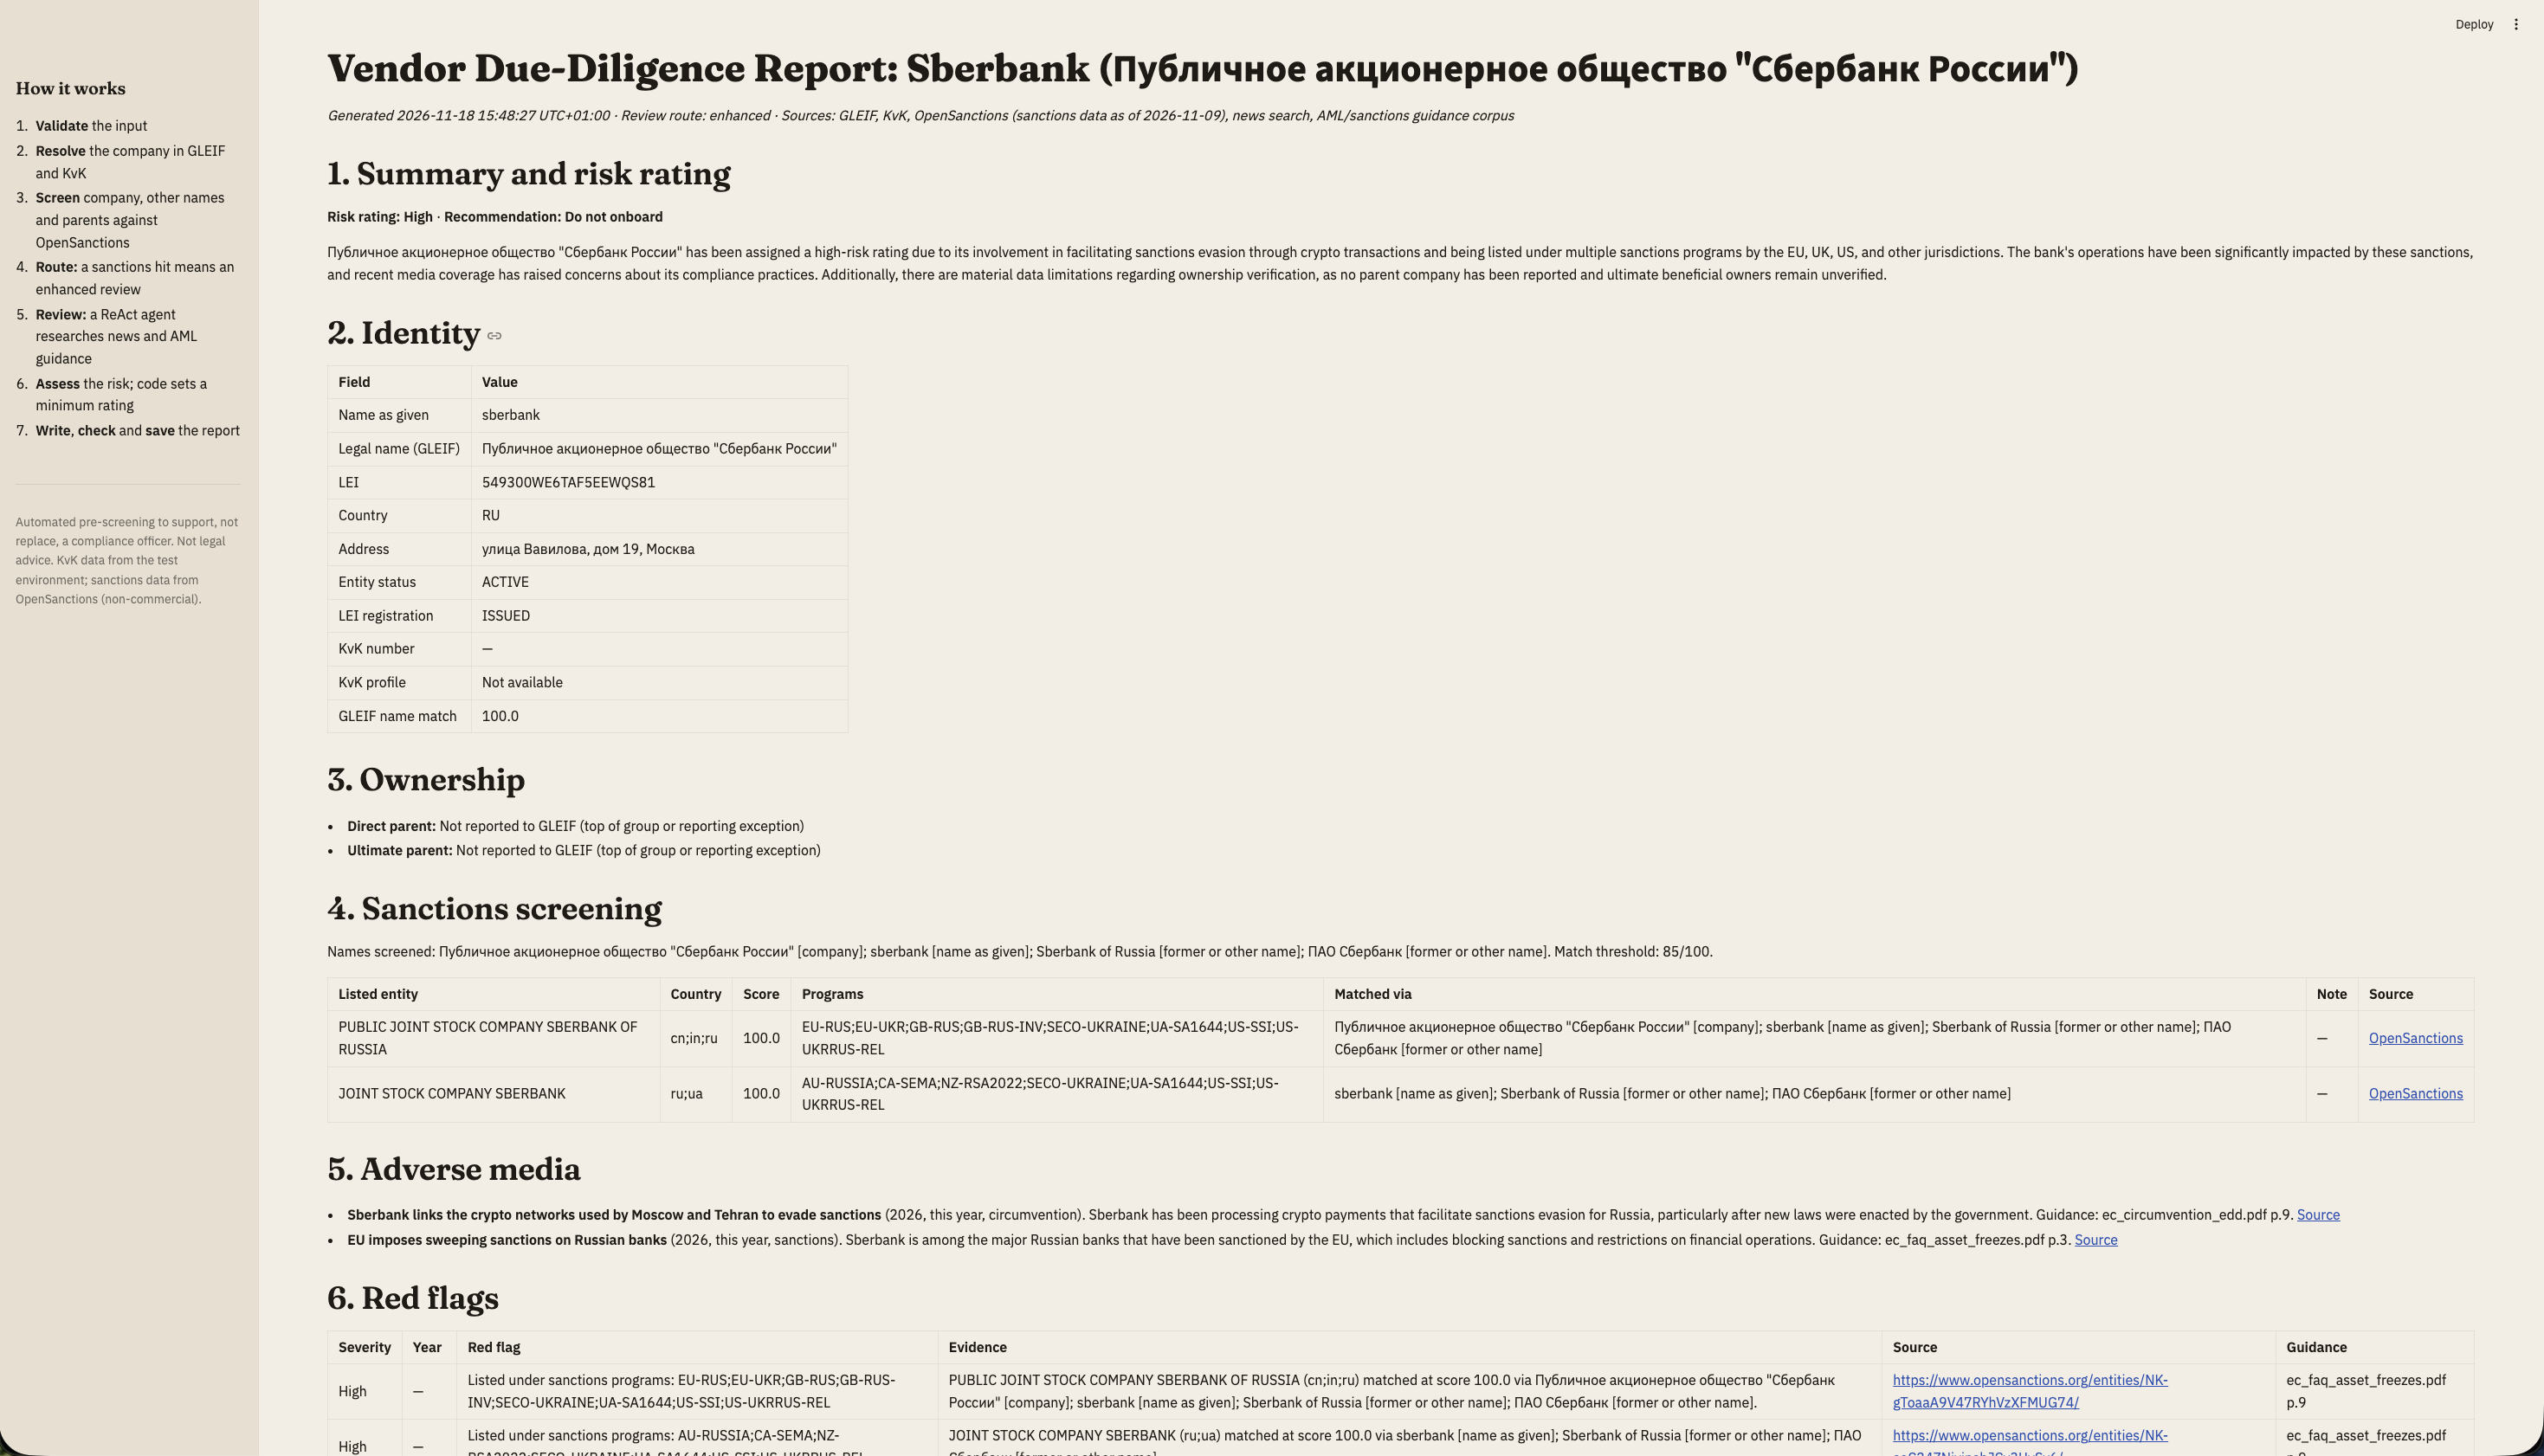 Deploy
How it works
1. Validate the input
2. Resolve the company in GLEIF
and KvK
3. Screen company, other names
and parents against
OpenSanctions
4. Route: a sanctions hit means an
enhanced review
5. Review: a ReAct agent
researches news and AML
guidance
6. Assess the risk; code sets a
minimum rating
7. Write, check and save the report
Automated pre-screening to support, not
replace, a compliance officer. Not legal
advice. KvK data from the test
environment; sanctions data from
OpenSanctions (non-commercial).
Vendor Due-Diligence Report: Sberbank (Публичное акционерное общество "Сбербанк России")
Generated 2026-11-18 15:48:27 UTC+01:00 · Review route: enhanced · Sources: GLEIF, KvK, OpenSanctions (sanctions data as of 2026-11-09), news search, AML/sanctions guidance corpus
1. Summary and risk rating
Risk rating: High · Recommendation: Do not onboard
Публичное акционерное общество "Сбербанк России" has been assigned a high-risk rating due to its involvement in facilitating sanctions evasion through crypto transactions and being listed under multiple sanctions programs by the EU, UK, US, and other jurisdictions. The bank's operations have been significantly impacted by these sanctions,
and recent media coverage has raised concerns about its compliance practices. Additionally, there are material data limitations regarding ownership verification, as no parent company has been reported and ultimate beneficial owners remain unverified.
2. Identity
Field Value
Name as given sberbank
Legal name (GLEIF) Публичное акционерное общество "Сбербанк России"
LEI 549300WE6TAF5EEWQS81
Country RU
Address улица Вавилова, дом 19, Москва
Entity status ACTIVE
LEI registration ISSUED
KvK number —
KvK profile Not available
GLEIF name match 100.0
3. Ownership
• Direct parent: Not reported to GLEIF (top of group or reporting exception)
• Ultimate parent: Not reported to GLEIF (top of group or reporting exception)
4. Sanctions screening
Names screened: Публичное акционерное общество "Сбербанк России" [company]; sberbank [name as given]; Sberbank of Russia [former or other name]; ПАО Сбербанк [former or other name]. Match threshold: 85/100.
Listed entity Country Score Programs Matched via Note Source
PUBLIC JOINT STOCK COMPANY SBERBANK OF
RUSSIA
cn;in;ru 100.0
EU-RUS;EU-UKR;GB-RUS;GB-RUS-INV;SECO-UKRAINE;UA-SA1644;US-SSI;US-
UKRRUS-REL
Публичное акционерное общество "Сбербанк России" [company]; sberbank [name as given]; Sberbank of Russia [former or other name]; ПАО
Сбербанк [former or other name]
— OpenSanctions
JOINT STOCK COMPANY SBERBANK ru;ua 100.0
AU-RUSSIA;CA-SEMA;NZ-RSA2022;SECO-UKRAINE;UA-SA1644;US-SSI;US-
UKRRUS-REL
sberbank [name as given]; Sberbank of Russia [former or other name]; ПАО Сбербанк [former or other name]
— OpenSanctions
5. Adverse media
• Sberbank links the crypto networks used by Moscow and Tehran to evade sanctions (2026, this year, circumvention). Sberbank has been processing crypto payments that facilitate sanctions evasion for Russia, particularly after new laws were enacted by the government. Guidance: ec_circumvention_edd.pdf p.9. Source
• EU imposes sweeping sanctions on Russian banks (2026, this year, sanctions). Sberbank is among the major Russian banks that have been sanctioned by the EU, which includes blocking sanctions and restrictions on financial operations. Guidance: ec_faq_asset_freezes.pdf p.3. Source
6. Red flags
Severity Year Red flag Evidence Source Guidance
High —
Listed under sanctions programs: EU-RUS;EU-UKR;GB-RUS;GB-RUS-
INV;SECO-UKRAINE;UA-SA1644;US-SSI;US-UKRRUS-REL
PUBLIC JOINT STOCK COMPANY SBERBANK OF RUSSIA (cn;in;ru) matched at score 100.0 via Публичное акционерное общество "Сбербанк
России" [company]; sberbank [name as given]; Sberbank of Russia [former or other name]; ПАО Сбербанк [former or other name].
https://www.opensanctions.org/entities/NK-
gToaaA9V47RYhVzXFMUG74/
ec_faq_asset_freezes.pdf
p.9
High —
Listed under sanctions programs: AU-RUSSIA;CA-SEMA;NZ-
JOINT STOCK COMPANY SBERBANK (ru;ua) matched at score 100.0 via sberbank [name as given]; Sberbank of Russia [former or other name]; ПАО
https://www.opensanctions.org/entities/NK-
ec_faq_asset_freezes.pdf